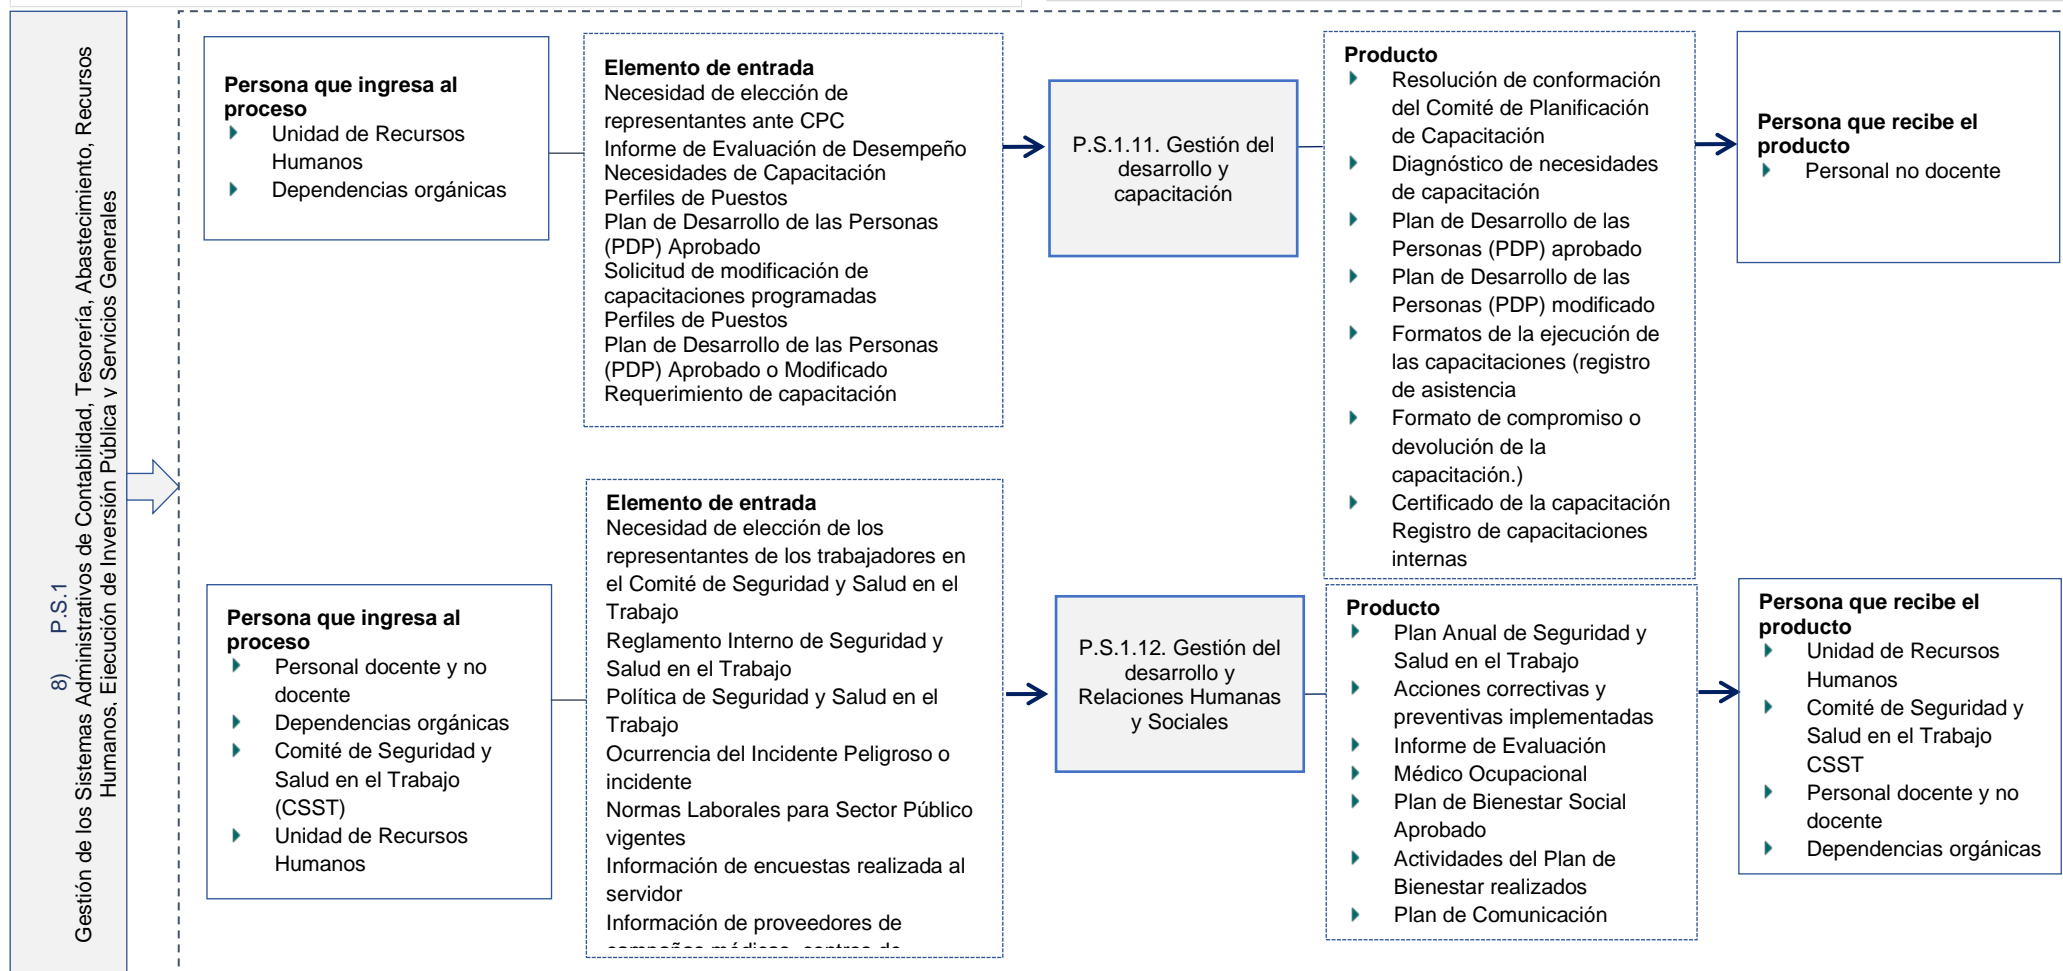 8) P.S.1
Gestión de los Sistemas Administrativos de Contabilidad, Tesorería, Abastecimiento, Recursos
Humanos, Ejecución de Inversión Pública y Servicios Generales
Persona que ingresa al
proceso
Unidad de Recursos
Humanos
Dependencias orgánicas
Elemento de entrada
Necesidad de elección de
representantes ante CPC
Informe de Evaluación de Desempeño
Necesidades de Capacitación
Perfiles de Puestos
Plan de Desarrollo de las Personas
(PDP) Aprobado
Solicitud de modificación de
capacitaciones programadas
Perfiles de Puestos
Plan de Desarrollo de las Personas
(PDP) Aprobado o Modificado
Requerimiento de capacitación
P.S.1.11. Gestión del
desarrollo y
capacitación
Producto
Resolución de conformación
del Comité de Planificación
de Capacitación
Diagnóstico de necesidades
de capacitación
Plan de Desarrollo de las
Personas (PDP) aprobado
Plan de Desarrollo de las
Personas (PDP) modificado
Formatos de la ejecución de
las capacitaciones (registro
de asistencia
Formato de compromiso o
devolución de la
capacitación.)
Certificado de la capacitación
Registro de capacitaciones
internas
Persona que recibe el
producto
Personal no docente
Persona que ingresa al
proceso
Personal docente y no
docente
Dependencias orgánicas
Comité de Seguridad y
Salud en el Trabajo
(CSST)
Unidad de Recursos
Humanos
Elemento de entrada
Necesidad de elección de los
representantes de los trabajadores en
el Comité de Seguridad y Salud en el
Trabajo
Reglamento Interno de Seguridad y
Salud en el Trabajo
Política de Seguridad y Salud en el
Trabajo
Ocurrencia del Incidente Peligroso o
incidente
Normas Laborales para Sector Público
vigentes
Información de encuestas realizada al
servidor
Información de proveedores de
campañas médicas, centros de
P.S.1.12. Gestión del
desarrollo y
Relaciones Humanas
y Sociales
Producto
Plan Anual de Seguridad y
Salud en el Trabajo
Acciones correctivas y
preventivas implementadas
Informe de Evaluación
Médico Ocupacional
Plan de Bienestar Social
Aprobado
Actividades del Plan de
Bienestar realizados
Plan de Comunicación
Persona que recibe el
producto
Unidad de Recursos
Humanos
Comité de Seguridad y
Salud en el Trabajo
CSST
Personal docente y no
docente
Dependencias orgánicas